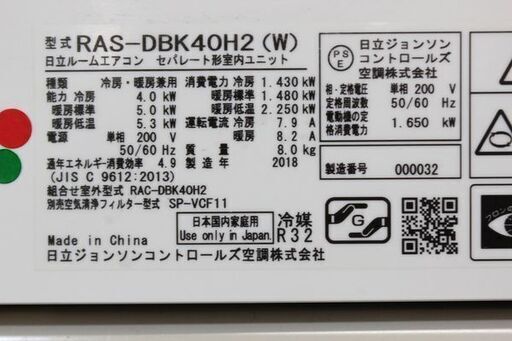 型式 RAS-DBK40H2 (W)
日立ルームエアコン セパレート形室内ユニット
種類 冷房・暖房兼用
能力 冷房 4.0 kW
暖房標準 5.0 kW
暖房低温 5.3 kW
電源 単相 200 V
50/60 Hz
消費電力 冷房 1.430 kW
暖房標準 1.480 kW
暖房低温 2.250 kW
運転電流 冷房 7.9 A
暖房 8.2 A
質量 8.0kg
通年エネルギー消費効率 4.9 製造年 2018
(JIS C 9612:2013)
組合せ室外型式 RAC-DBK40H2
別売空気清浄フィルター型式 SP-VCF11
Made in China
日本国内家庭用
Use only in Japan.
冷媒
R32
日立ジョンソンコントロールズ空調株式会社
PS
E
日立ジョンソン
コントロールズ
空調株式会社
相・定格電圧 単相 200 V
定格周波数 50/60 Hz
電動機の定格消費電力 1.650 kW
製造番号 000032
G
フロン